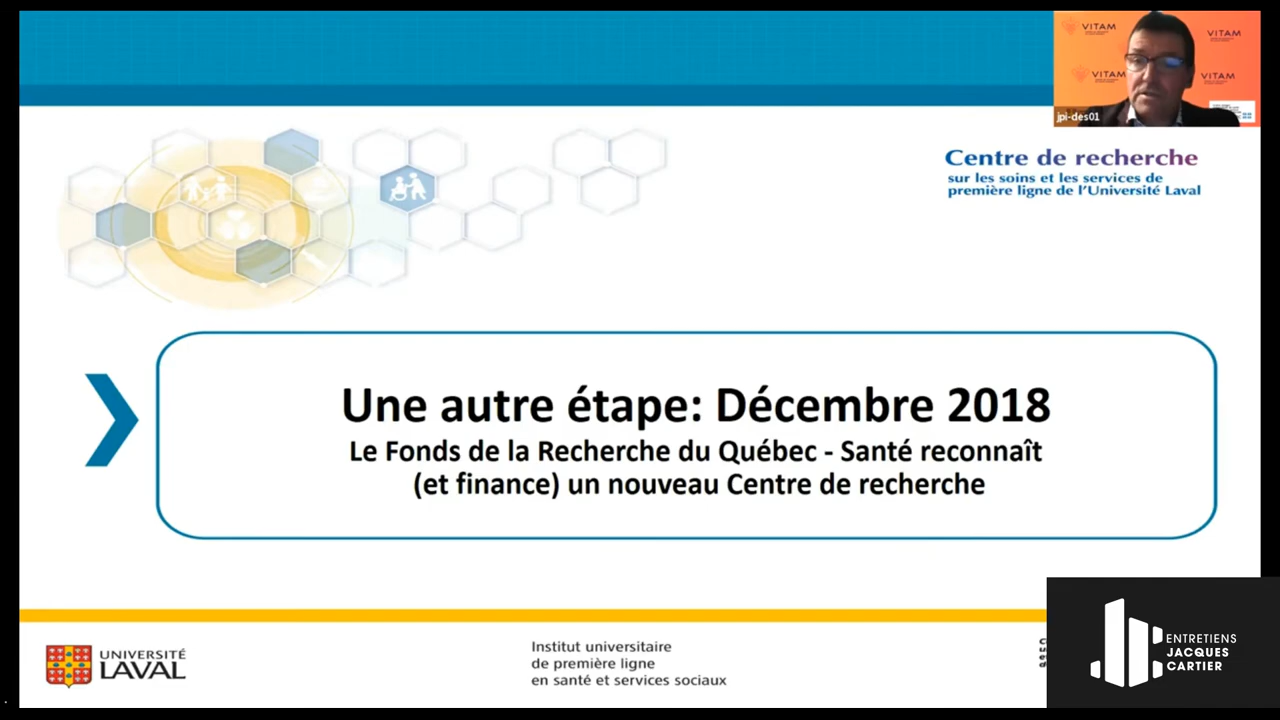 VITAM
VITAM
VITAM
VITAM
jpi-des01
Centre de recherche
sur les soins et les services de
première ligne de l'Université Laval
Une autre étape: Décembre 2018
Le Fonds de la Recherche du Québec - Santé reconnaît
(et finance) un nouveau Centre de recherche
UNIVERSITÉ
LAVAL
Institut universitaire
de première ligne
en santé et services sociaux
ENTRETIENS
JACQUES
CARTIER